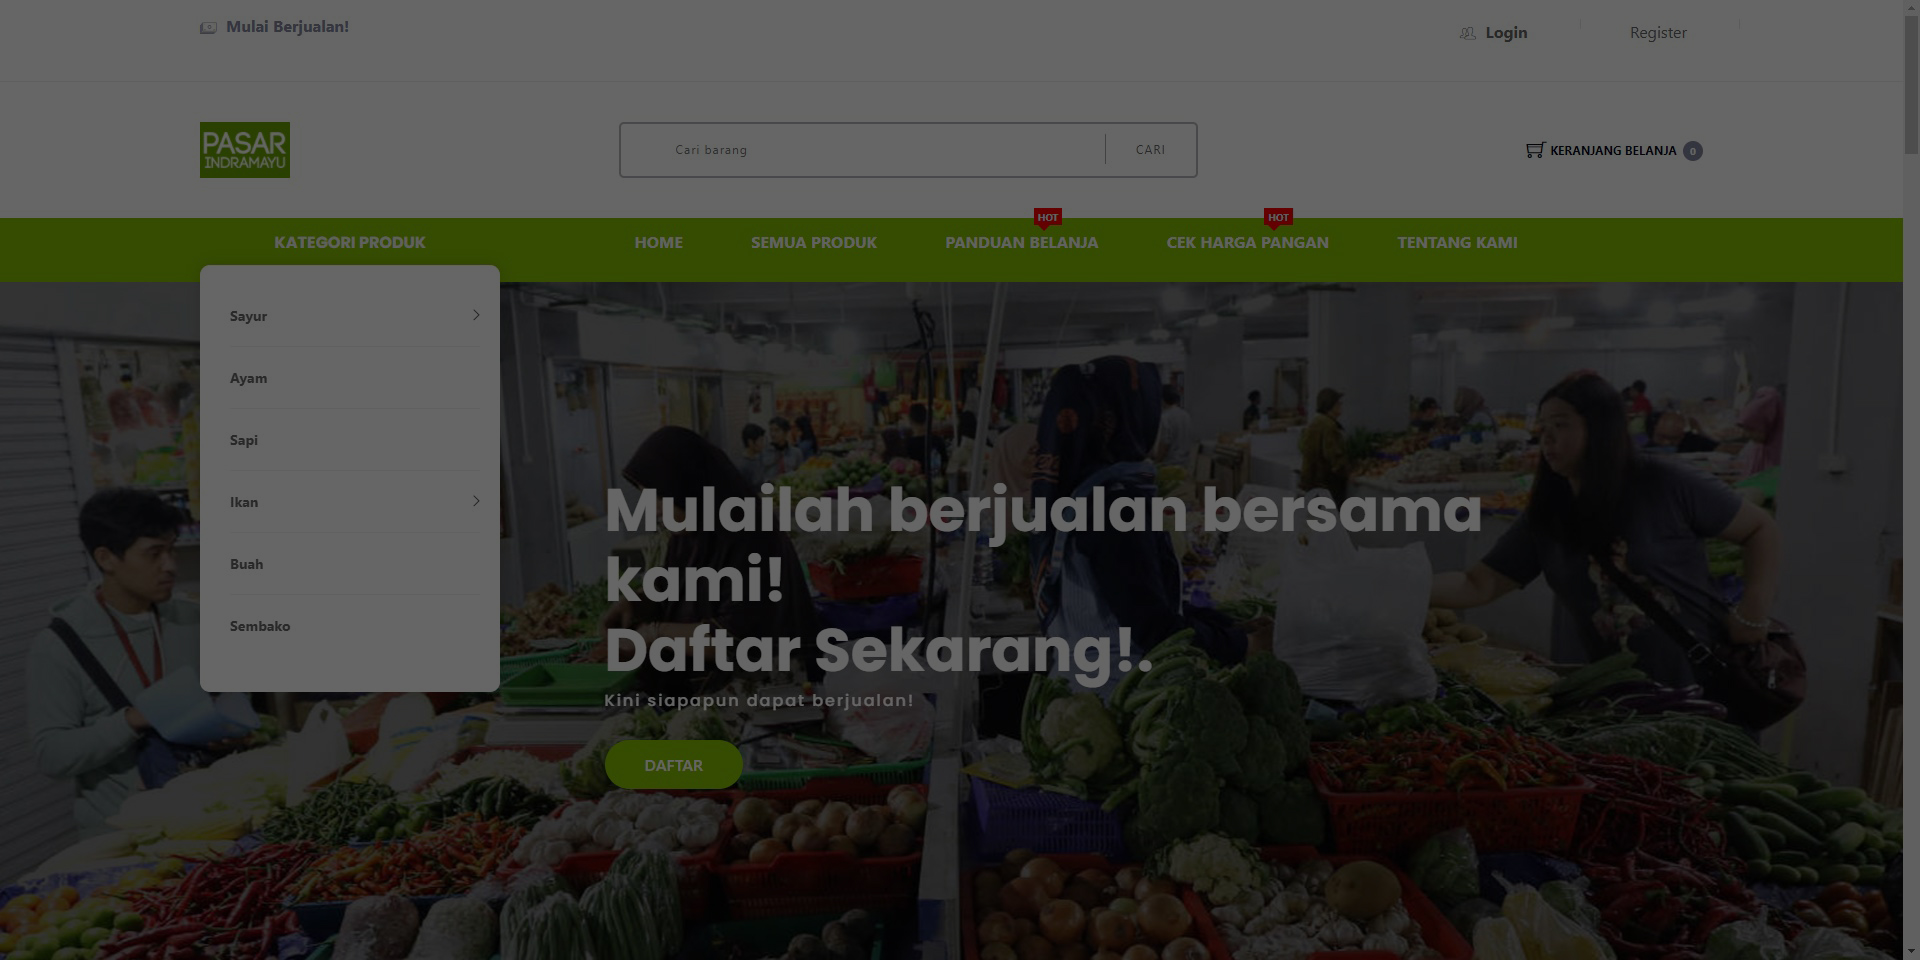 Mulai Berjualan!
Login
Register
PASAR
INDRAMAYU
Cari barang
CARI
KERANJANG BELANJA 0
HOT
HOT
KATEGORI PRODUK
HOME
SEMUA PRODUK
PANDUAN BELANJA
CEK HARGA PANGAN
TENTANG KAMI
Sayur
Ayam
Sapi
Ikan
Buah
Sembako
Mulailah berjualan bersama
kami!
Daftar Sekarang!.
Kini siapapun dapat berjualan!
DAFTAR